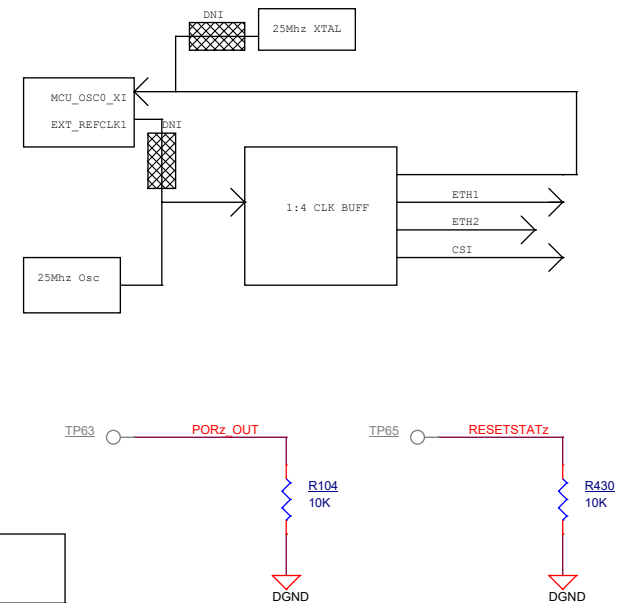 DNI
25Mhz XTAL
MCU_OSC0_XI
EXT_REFCLK1
DNI
1:4 CLK BUFF
ETH1
ETH2
CSI
25Mhz Osc
TP63
PORz_OUT
TP65
RESETSTATz
R104
10K
R430
10K
DGND
DGND